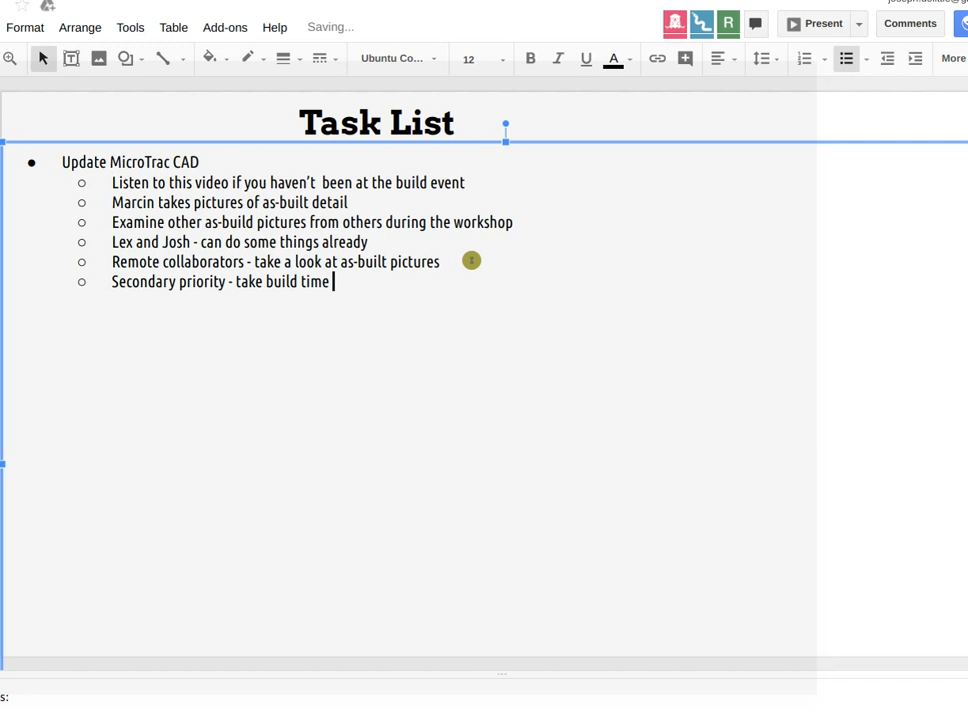 Format Arrange Tools Table Add-ons Help Saving... R Present Comments
Ubuntu Co... 12 B I U A More
Task List
● Update MicroTrac CAD
○ Listen to this video if you haven't  been at the build event
○ Marcin takes pictures of as-built detail
○ Examine other as-build pictures from others during the workshop
○ Lex and Josh - can do some things already
○ Remote collaborators - take a look at as-built pictures
○ Secondary priority - take build time
s: